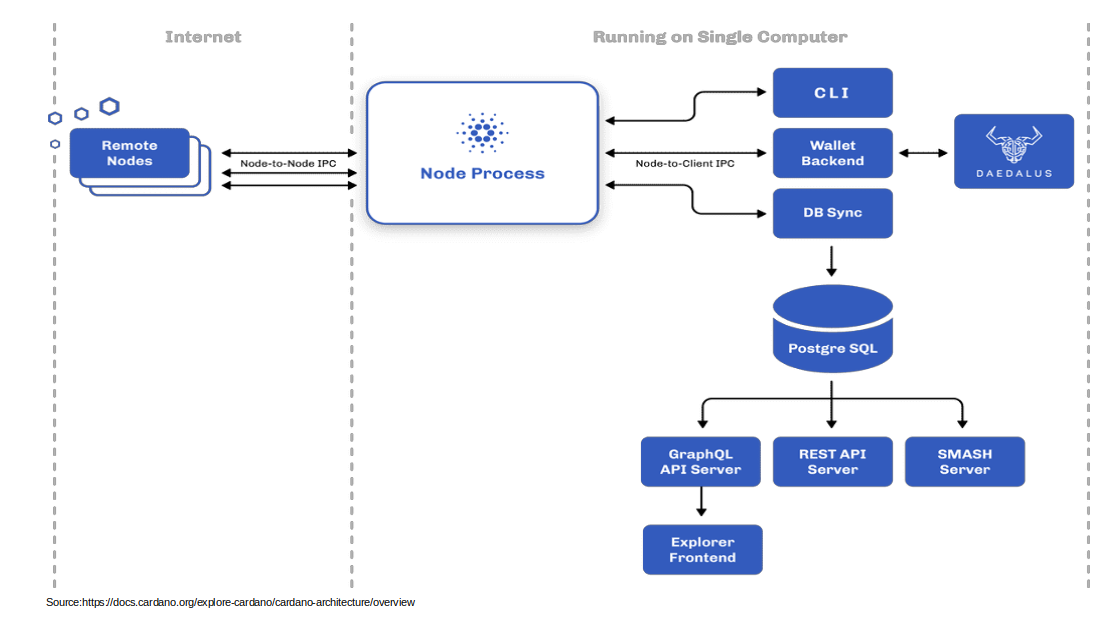 Internet
Running on Single Computer
Remote
Nodes
Node-to-Node IPC
Node Process
Node-to-Client IPC
CLI
Wallet
Backend
DAEDALUS
DB Sync
Postgre SQL
GraphQL
API Server
REST API
Server
SMASH
Server
Explorer
Frontend
Source:https://docs.cardano.org/explore-cardano/cardano-architecture/overview